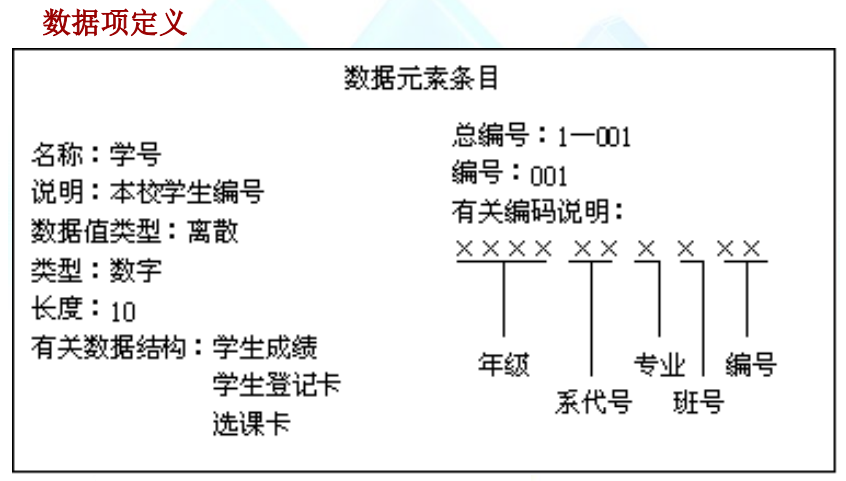 数据项定义
数据元素条目
名称：学号
说明：本校学生编号
数据值类型：离散
类型：数字
长度：10
有关数据结构：学生成绩
学生登记卡
选课卡
总编号：1—001
编号：001
有关编码说明：
×××× ×× × × ××
年级 专业 编号
系代号 班号